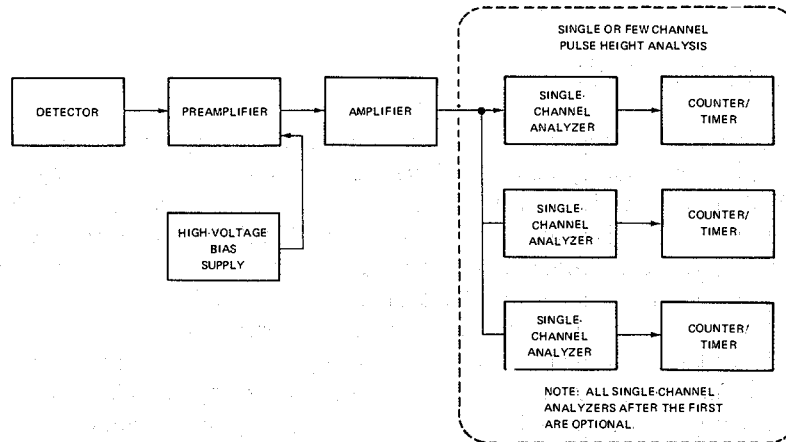 SINGLE OR FEW CHANNEL
PULSE HEIGHT ANALYSIS
DETECTOR
PREAMPLIFIER
AMPLIFIER
SINGLE-
CHANNEL
ANALYZER
COUNTER/
TIMER
HIGH-VOLTAGE
BIAS
SUPPLY
SINGLE-
CHANNEL
ANALYZER
COUNTER/
TIMER
SINGLE-
CHANNEL
ANALYZER
COUNTER/
TIMER
NOTE: ALL SINGLE-CHANNEL
ANALYZERS AFTER THE FIRST
ARE OPTIONAL.